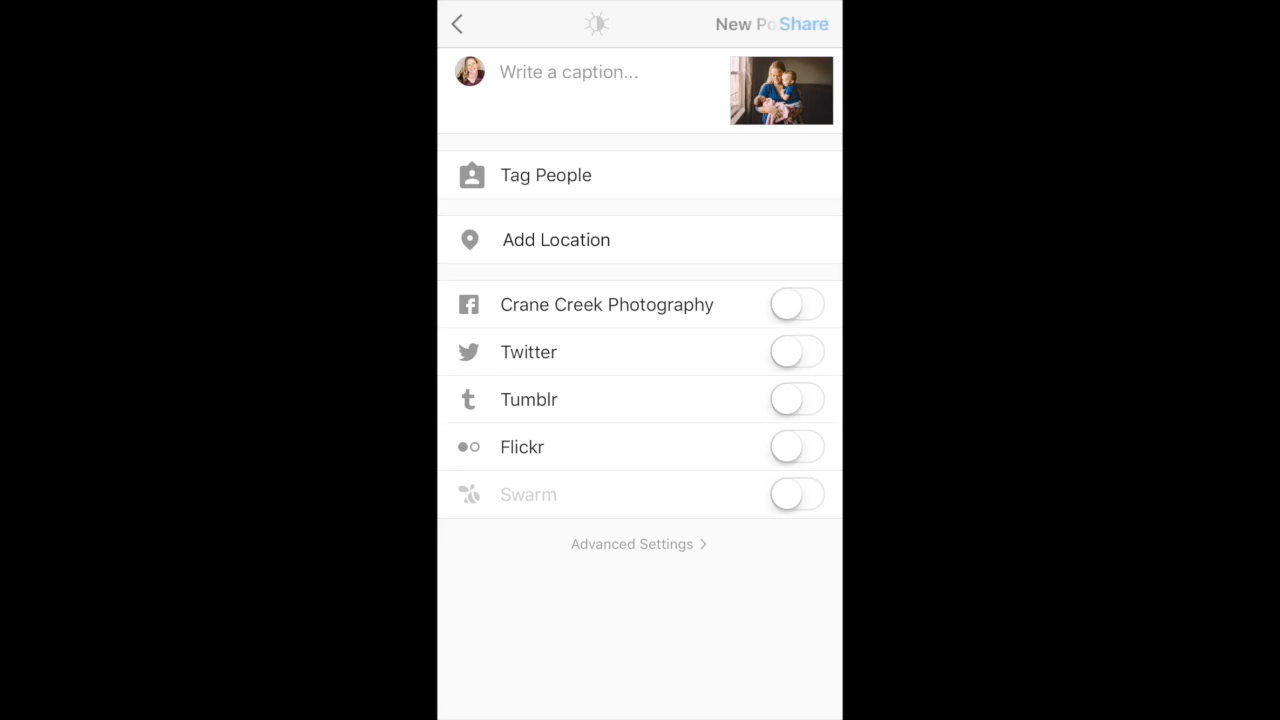 New Po Share
Write a caption...
Tag People
Add Location
Crane Creek Photography
Twitter
Tumblr
Flickr
Swarm
Advanced Settings